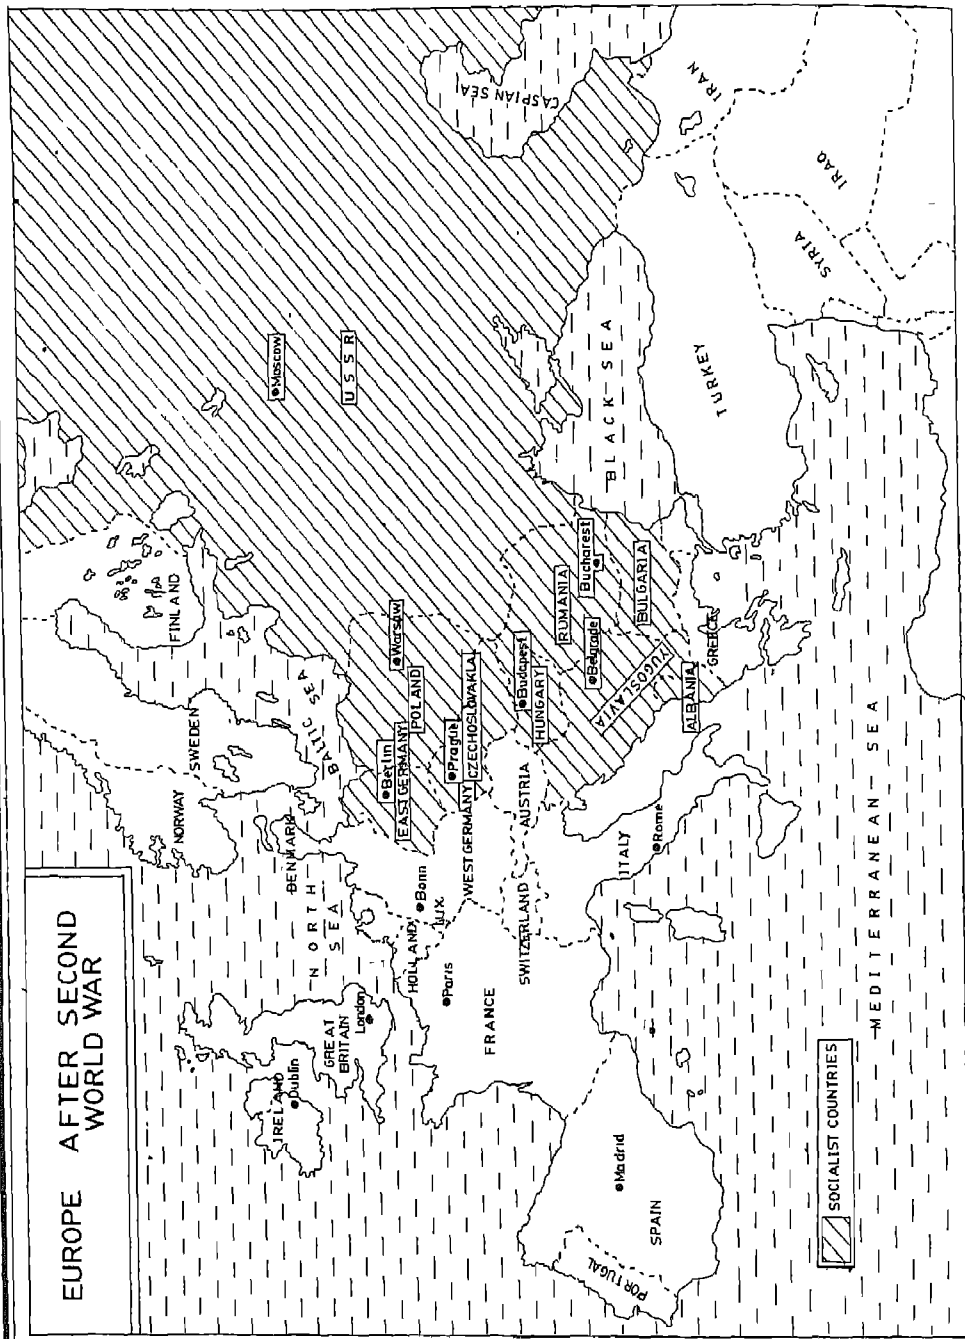 EUROPE AFTER SECOND
WORLD WAR
NORWAY
SWEDEN
FINLAND
DENMARK
BALTIC SEA
NORTH
SEA
IRELAND
Dublin
GREAT
BRITAIN
London
HOLLAND
LUX.
Bonn
Paris
FRANCE
WEST GERMANY
Berlin
EAST GERMANY
POLAND
Warsaw
Prague
CZECHOSLOVAKLA
Moscow
USSR
CASPIAN SEA
SWITZERLAND
AUSTRIA
Budapest
HUNGARY
RUMANIA
Bucharest
Belgrade
YUGOSLAVIA
BULGARIA
ALBANIA
GREECE
BLACK SEA
TURKEY
ITALY
Rome
Madrid
SPAIN
PORTUGAL
SYRIA
IRAQ
IRAN
MEDITERRANEAN SEA
SOCIALIST COUNTRIES